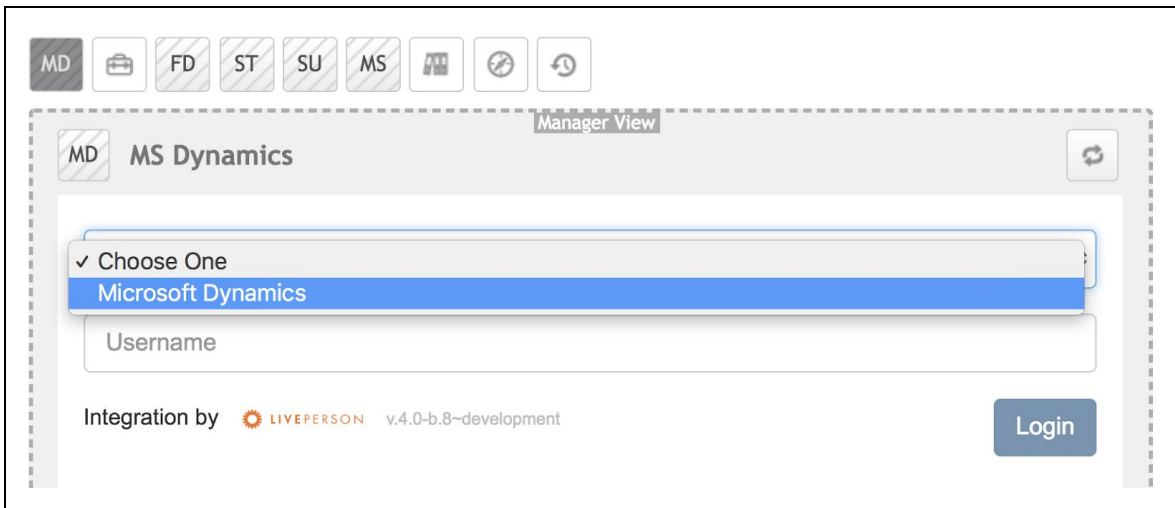 MD FD ST SU MS
Manager View
MD MS Dynamics
✓ Choose One
Microsoft Dynamics
Username
Integration by LIVEPERSON v.4.0-b.8~development
Login